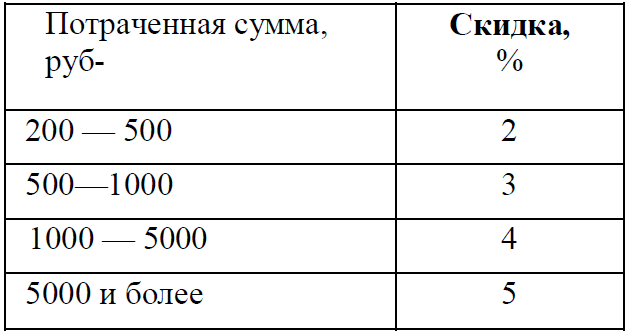 Потраченная сумма, Скидка,
руб- %
200 — 500 2
500—1000 3
1000 — 5000 4
5000 и более 5